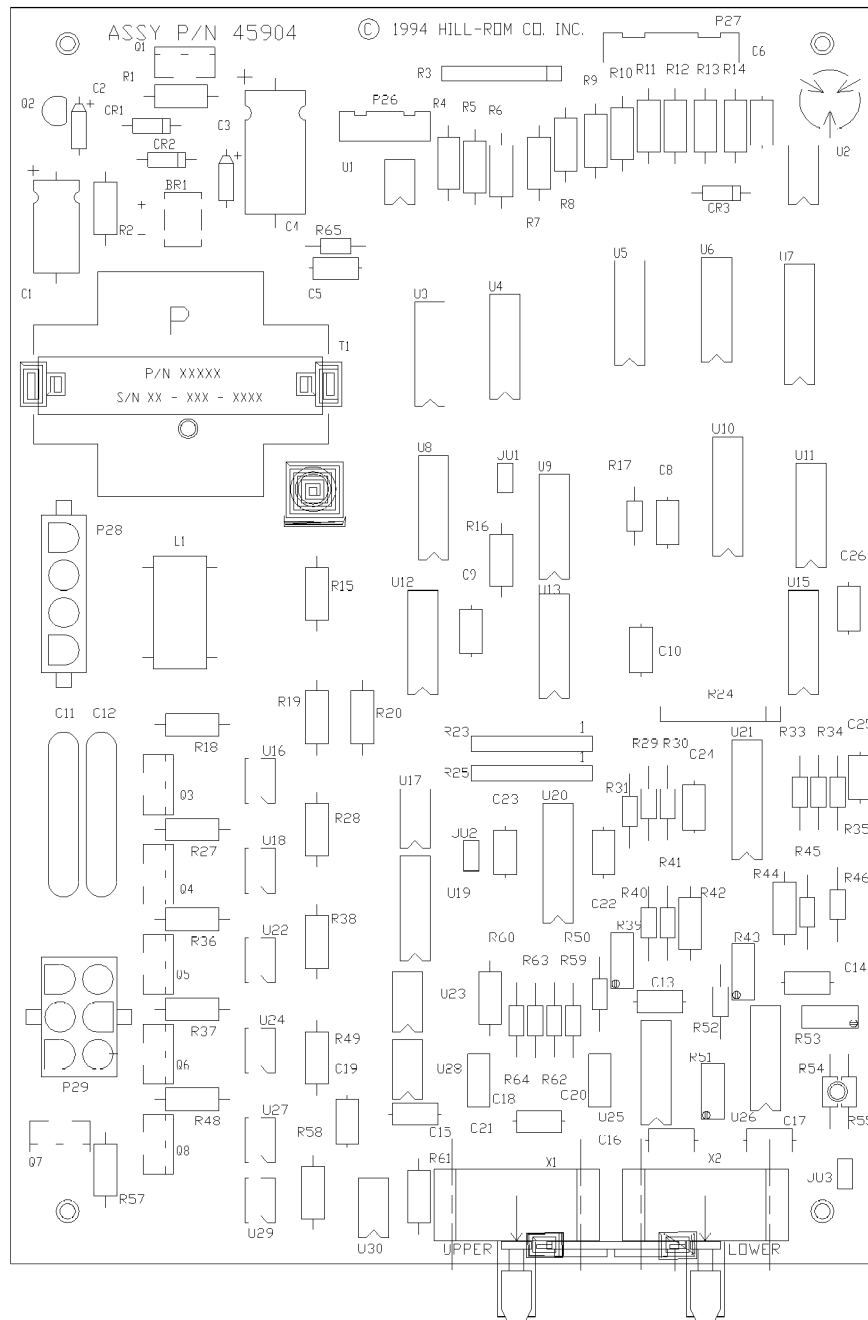 ASSY P/N 45904
© 1994 HILL-ROM CO. INC.
P27
Q1
C6
R1
R3
R9
R10
R11
R12
R13
R14
C2
P26
R4
R5
R6
Q2
CR1
C3
U1
U2
CR2
BR1
R7
R8
CR3
R2
C4
R65
U5
U6
U7
C1
C5
U3
U4
P
T1
P/N XXXXX
S/N XX - XXX - XXXX
U8
JU1
U9
U10
U11
R17
C8
P28
R16
L1
C26
C9
R15
U12
U13
U15
C10
R24
C11
C12
R19
R20
R18
R23
1
U21
R33
R34
C25
R29
R30
C24
U16
1
R25
Q3
U17
U20
R31
C23
R28
R35
R27
JU2
R41
R45
U18
U19
R44
R46
Q4
C22
R40
R42
R36
U22
R38
R60
R50
R39
R43
R63
R59
C14
Q5
U23
C13
R37
U24
R49
R52
R53
Q6
C19
U28
R51
R54
P29
R64
R62
C18
C20
U25
U26
R55
R48
U27
R58
C15
C21
C16
C17
Q7
Q8
R61
X1
X2
JU3
R57
U29
U30
UPPER
LOWER